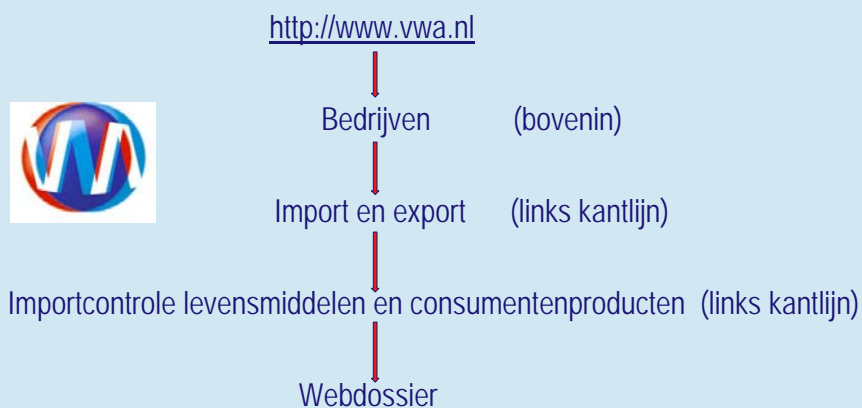 http://www.vwa.nl
Bedrijven (bovenin)
Import en export (links kantlijn)
Importcontrole levensmiddelen en consumentenproducten (links kantlijn)
Webdossier